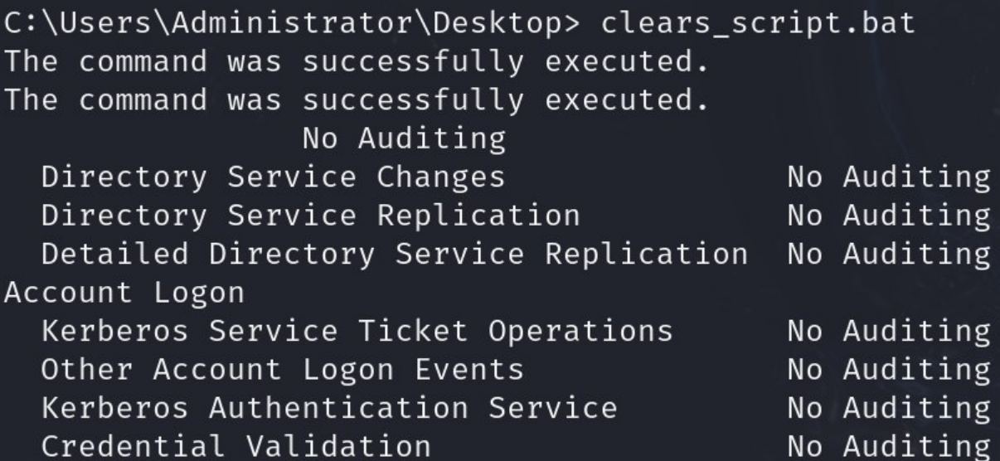 C:\Users\Administrator\Desktop> clears_script.bat
The command was successfully executed.
The command was successfully executed.
No Auditing
Directory Service Changes No Auditing
Directory Service Replication No Auditing
Detailed Directory Service Replication No Auditing
Account Logon
Kerberos Service Ticket Operations No Auditing
Other Account Logon Events No Auditing
Kerberos Authentication Service No Auditing
Credential Validation No Auditing